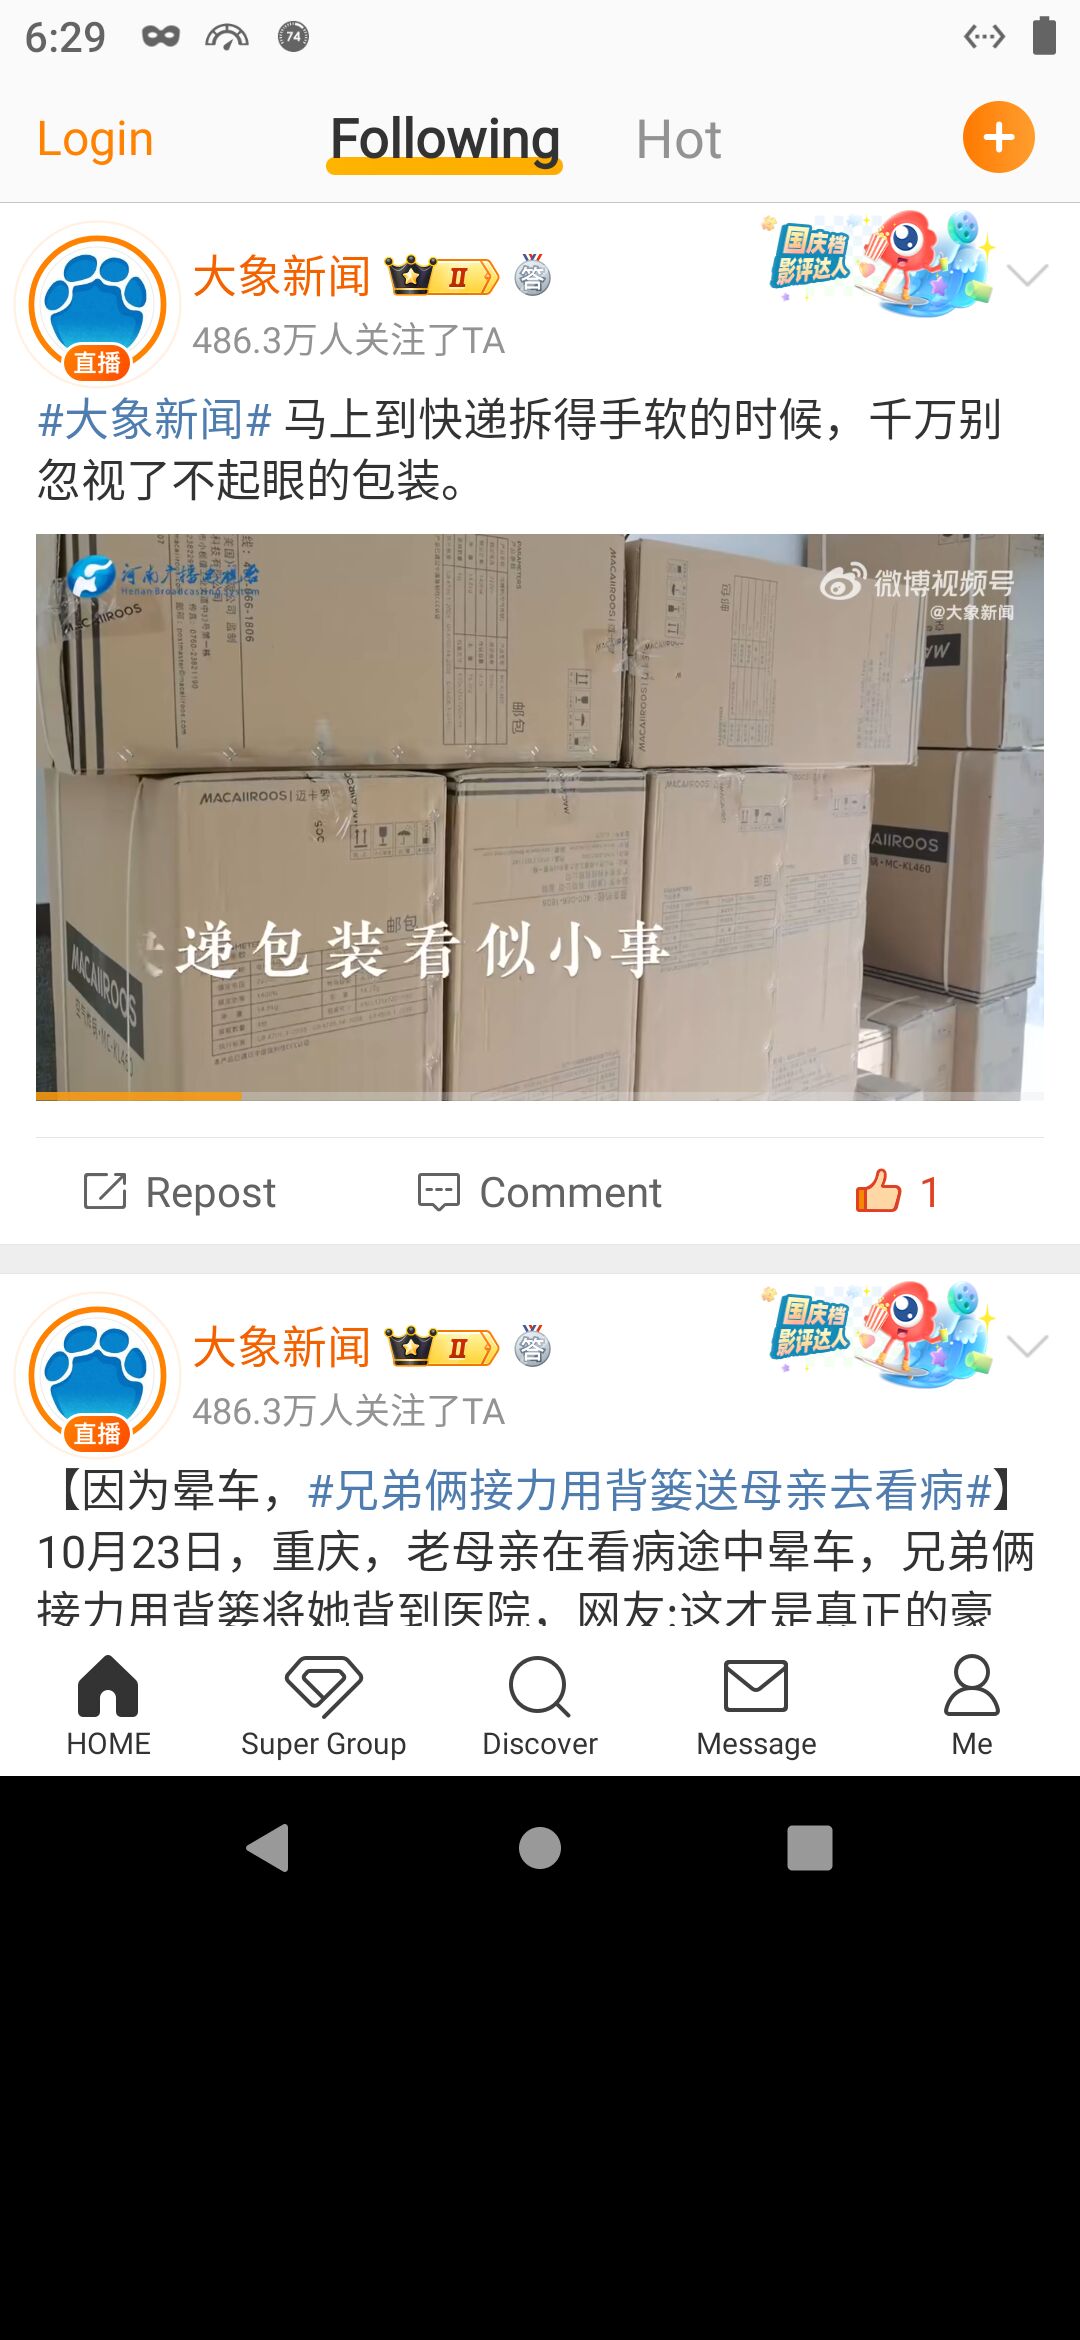 6:29
74
Login
Following
Hot
大象新闻
II
答
国庆档
影评达人
486.3万人关注了TA
直播
#大象新闻# 马上到快递拆得手软的时候，千万别
忽视了不起眼的包装。
河南广播电视台
Henan Broadcasting System
微博视频号
@大象新闻
MACAIIROOS
邮包
MACAIIROOS|迈卡罗
AIIROOS
MC-KL460
邮包
MACAIIROOS
递包装看似小事
Repost
Comment
1
大象新闻
II
答
国庆档
影评达人
486.3万人关注了TA
直播
【因为晕车，#兄弟俩接力用背篓送母亲去看病#】
10月23日，重庆，老母亲在看病途中晕车，兄弟俩
接力用背篓将她背到医院，网友:这才是真正的豪
HOME
Super Group
Discover
Message
Me